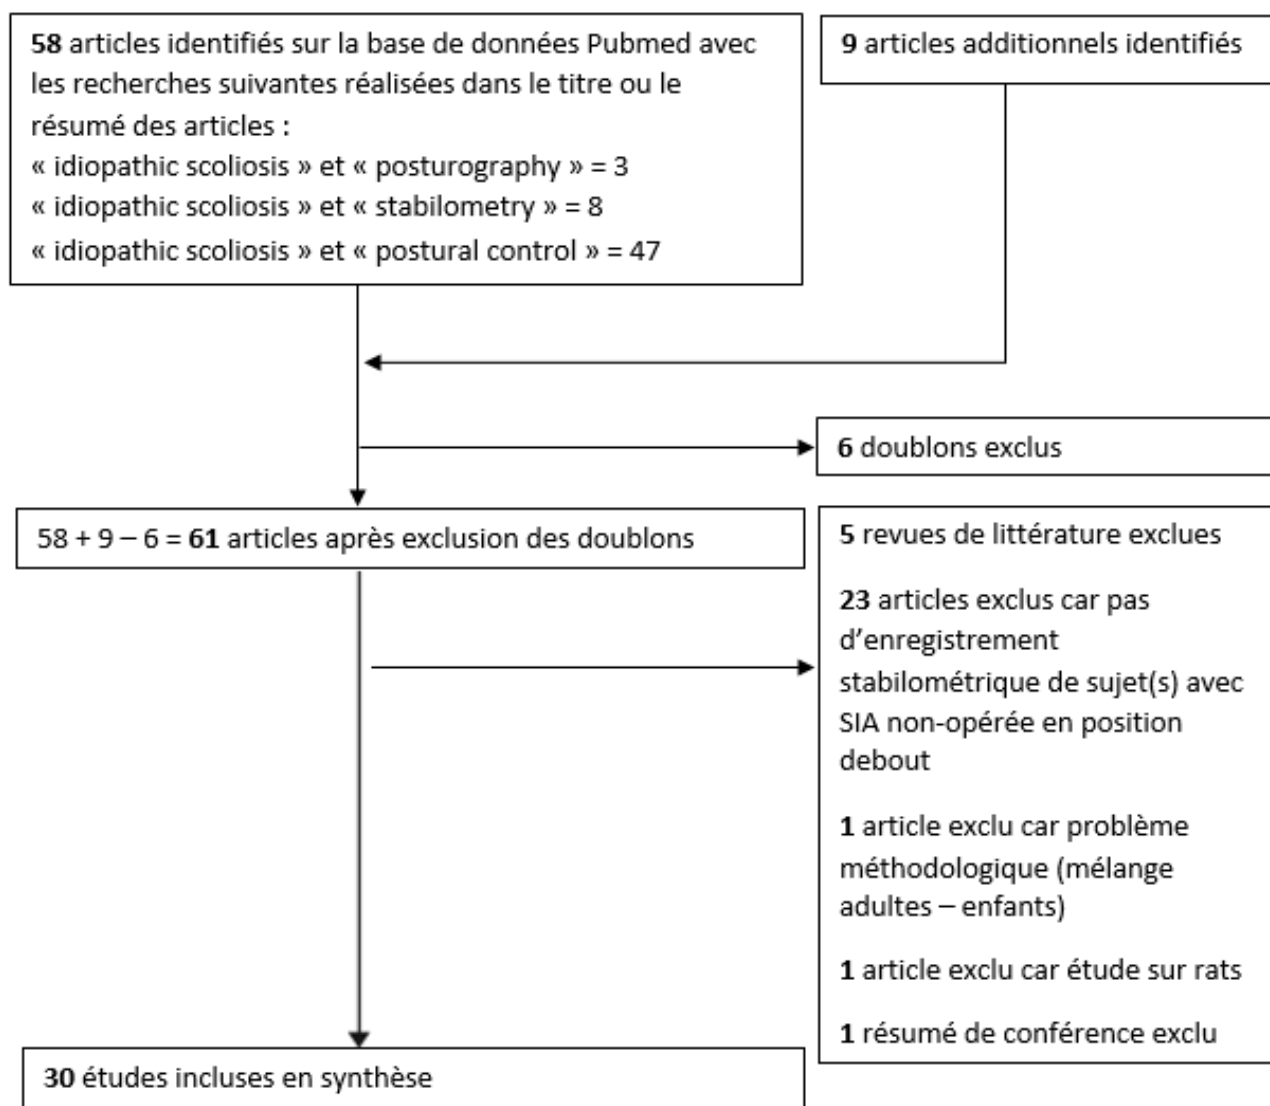 58 articles identifiés sur la base de données Pubmed avec
les recherches suivantes réalisées dans le titre ou le
résumé des articles :
« idiopathic scoliosis » et « posturography » = 3
« idiopathic scoliosis » et « stabilometry » = 8
« idiopathic scoliosis » et « postural control » = 47
9 articles additionnels identifiés
6 doublons exclus
58 + 9 – 6 = 61 articles après exclusion des doublons
5 revues de littérature exclues
23 articles exclus car pas
d’enregistrement
stabilométrique de sujet(s) avec
SIA non-opérée en position
debout
1 article exclu car problème
méthodologique (mélange
adultes – enfants)
1 article exclu car étude sur rats
1 résumé de conférence exclu
30 études incluses en synthèse